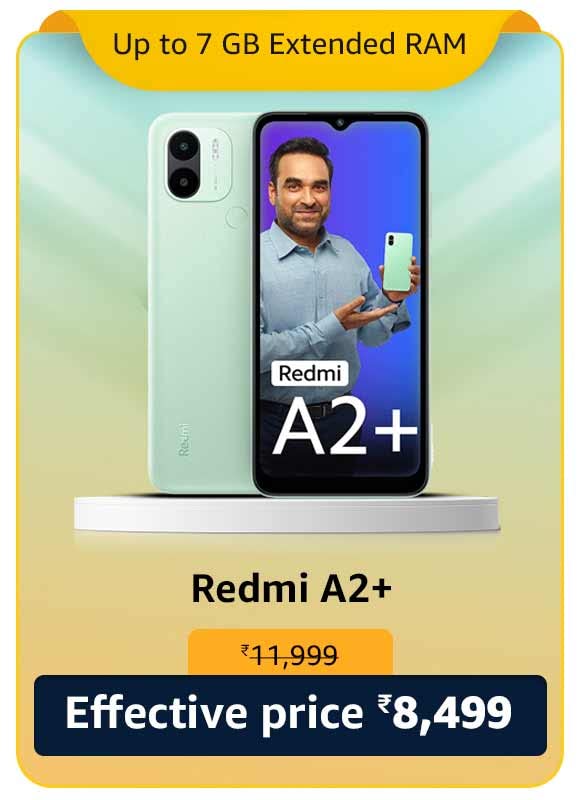 Up to 7 GB Extended RAM
Redmi
Redmi
A2+
Redmi A2+
₹11,999
Effective price ₹8,499